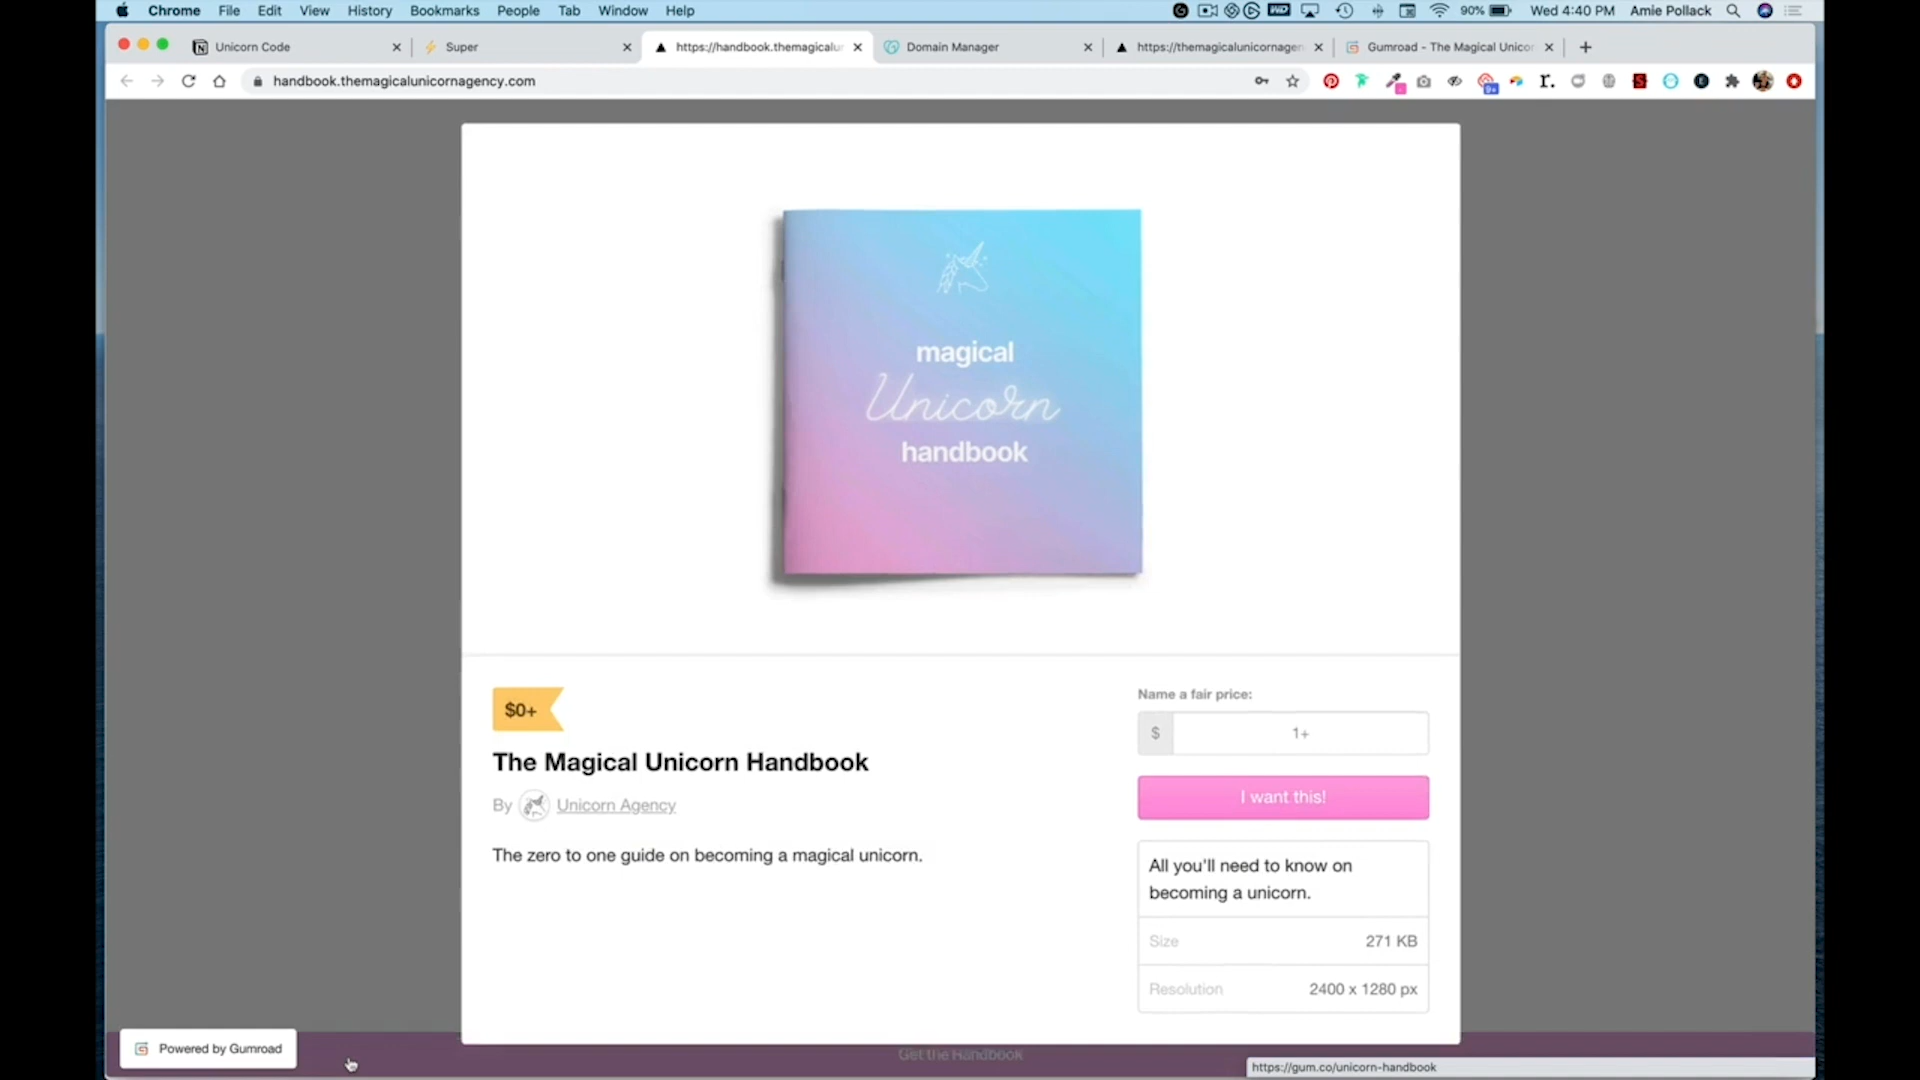 Chrome File Edit View History Bookmarks People Tab Window Help 90% Wed 4:40 PM Amie Pollack
Unicorn Code
Super
https://handbook.themagicalu
Domain Manager
https://themagicalunicornagen
Gumroad - The Magical Unicor
handbook.themagicalunicornagency.com
magical
Unicorn
handbook
$0+
The Magical Unicorn Handbook
By Unicorn Agency
The zero to one guide on becoming a magical unicorn.
Name a fair price:
$ 1+
I want this!
All you'll need to know on
becoming a unicorn.
Size 271 KB
Resolution 2400 x 1280 px
Powered by Gumroad
Get the Handbook
https://gum.co/unicorn-handbook